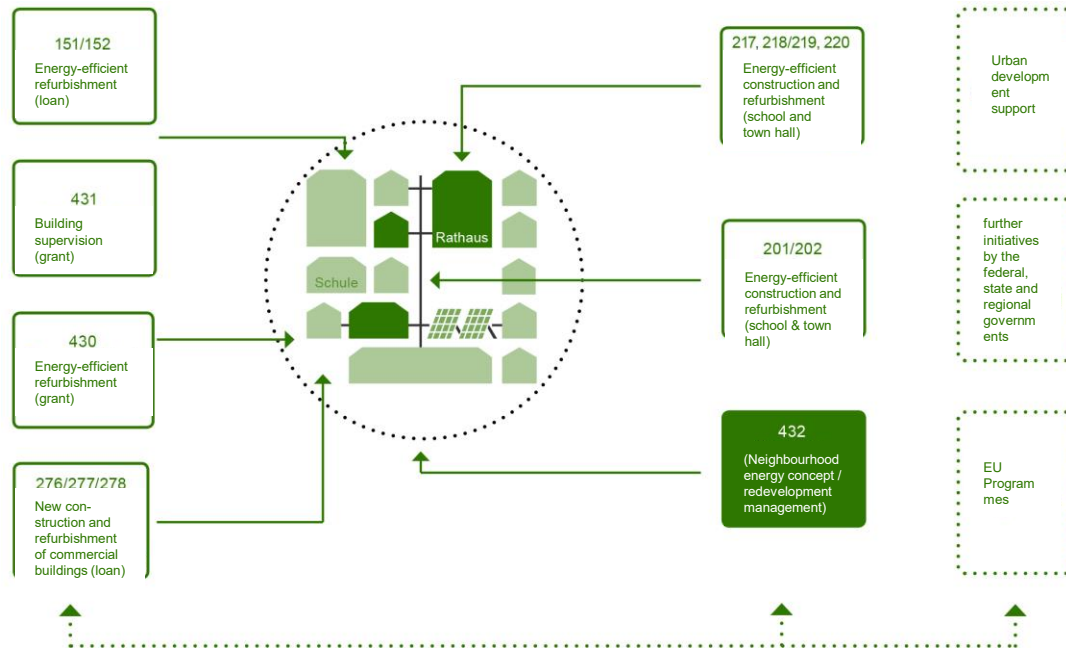 151/152
Energy-efficient
refurbishment
(loan)
431
Building
supervision
(grant)
430
Energy-efficient
refurbishment
(grant)
276/277/278
New con-
struction and
refurbishment
of commercial
buildings (loan)
Rathaus
Schule
217, 218/219, 220
Energy-efficient
construction and
refurbishment
(school and
town hall)
201/202
Energy-efficient
construction and
refurbishment
(school & town
hall)
432
(Neighbourhood
energy concept /
redevelopment
management)
Urban
developm
ent
support
further
initiatives
by the
federal,
state and
regional
governm
ents
EU
Program
mes